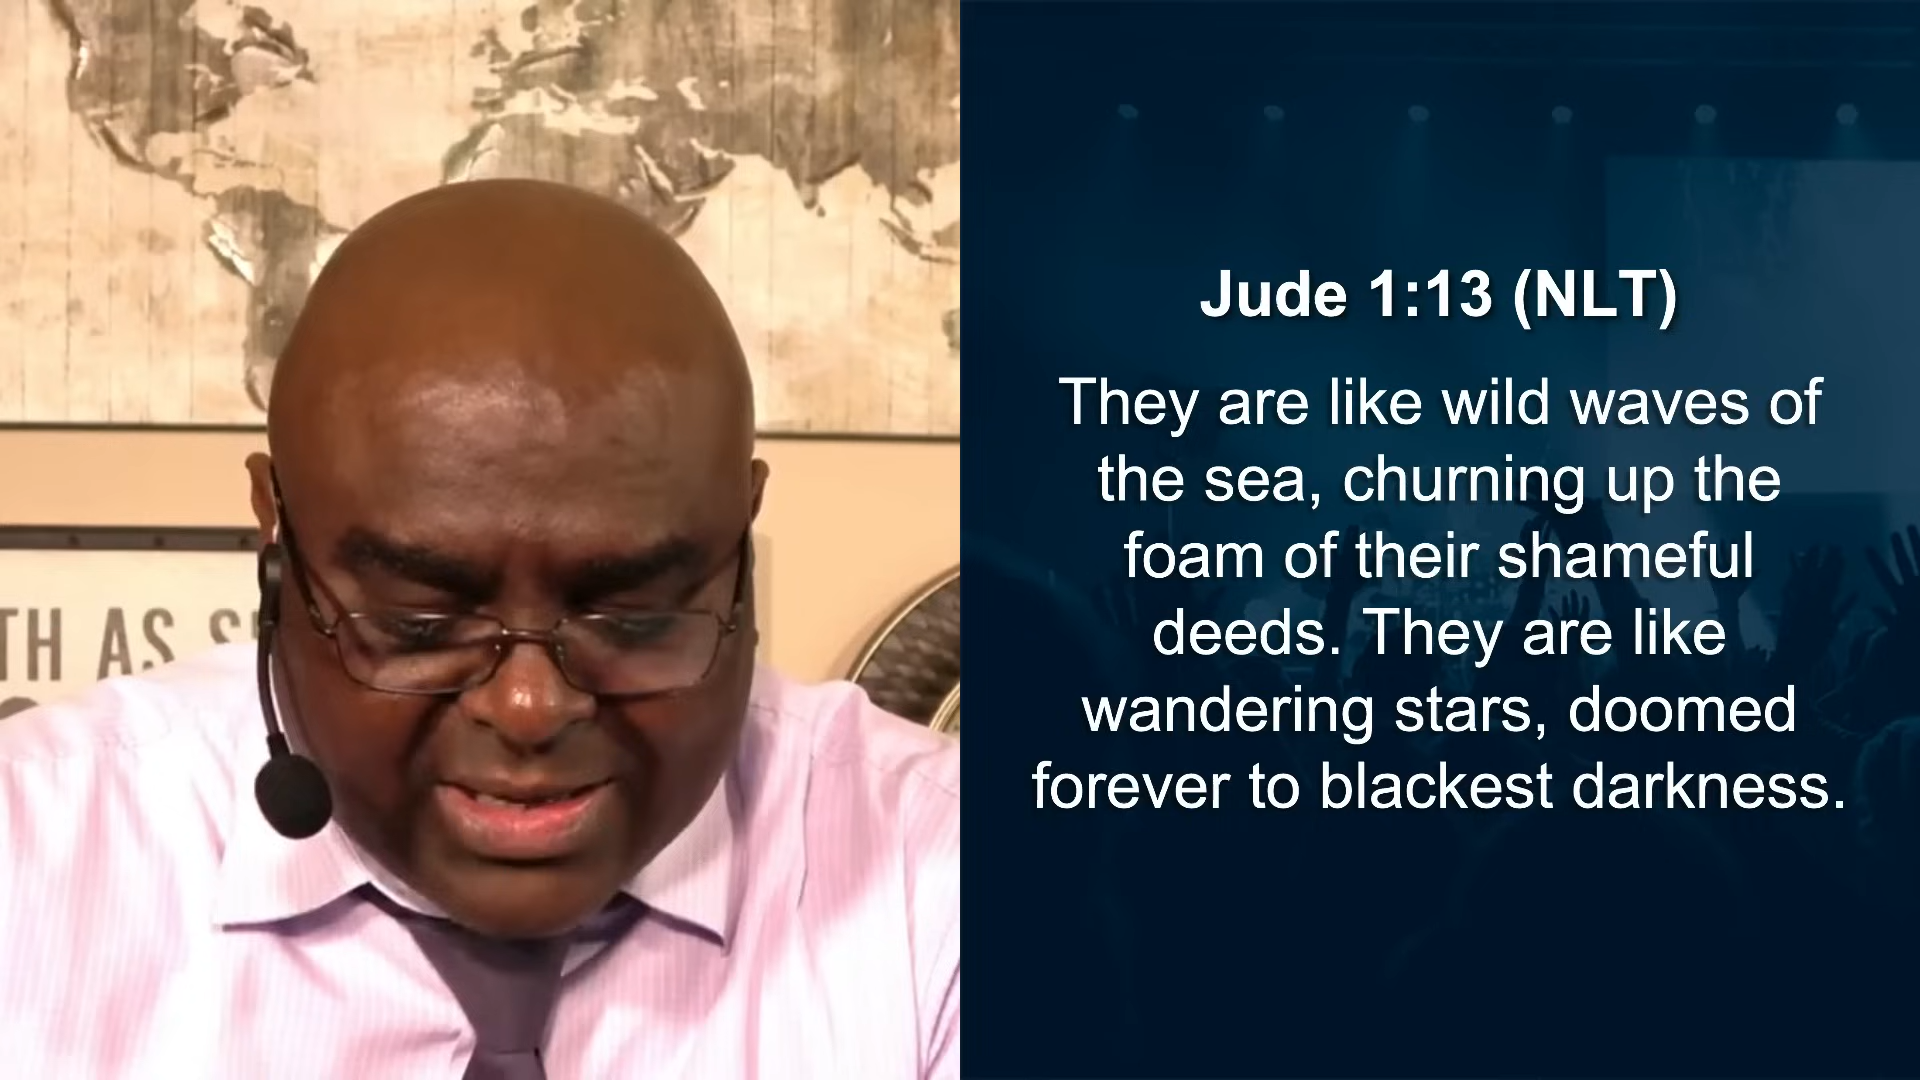 TH AS
Jude 1:13 (NLT)
They are like wild waves of
the sea, churning up the
foam of their shameful
deeds. They are like
wandering stars, doomed
forever to blackest darkness.